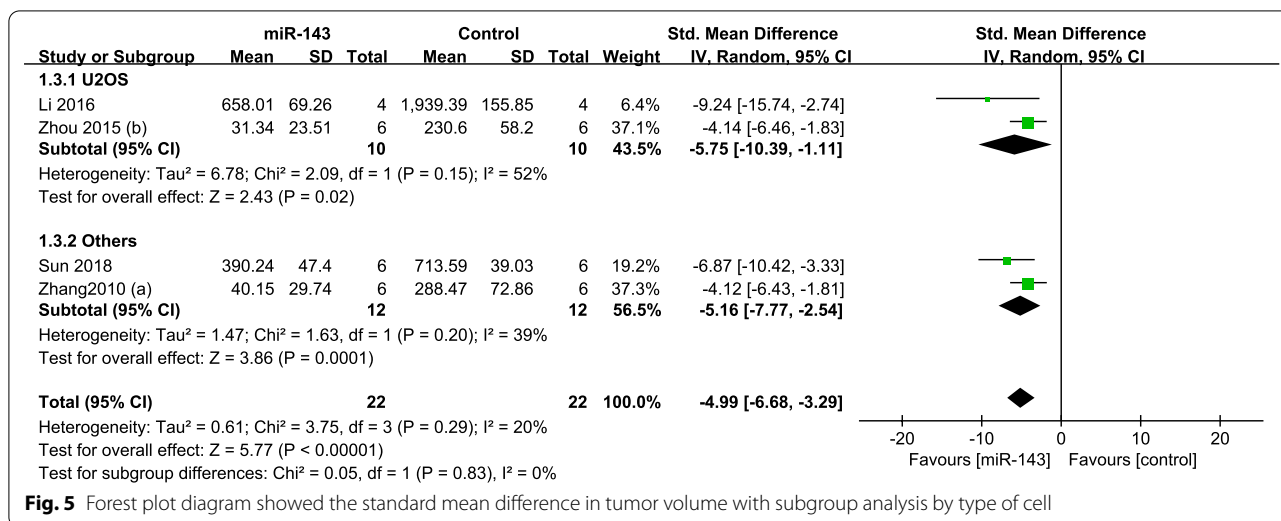 miR-143 Control Std. Mean Difference Std. Mean Difference
Study or Subgroup Mean SD Total Mean SD Total Weight IV, Random, 95% CI IV, Random, 95% CI
1.3.1 U2OS
Li 2016 658.01 69.26 4 1,939.39 155.85 4 6.4% -9.24 [-15.74, -2.74]
Zhou 2015 (b) 31.34 23.51 6 230.6 58.2 6 37.1% -4.14 [-6.46, -1.83]
Subtotal (95% CI) 10 10 43.5% -5.75 [-10.39, -1.11]
Heterogeneity: Tau² = 6.78; Chi² = 2.09, df = 1 (P = 0.15); I² = 52%
Test for overall effect: Z = 2.43 (P = 0.02)
1.3.2 Others
Sun 2018 390.24 47.4 6 713.59 39.03 6 19.2% -6.87 [-10.42, -3.33]
Zhang2010 (a) 40.15 29.74 6 288.47 72.86 6 37.3% -4.12 [-6.43, -1.81]
Subtotal (95% CI) 12 12 56.5% -5.16 [-7.77, -2.54]
Heterogeneity: Tau² = 1.47; Chi² = 1.63, df = 1 (P = 0.20); I² = 39%
Test for overall effect: Z = 3.86 (P = 0.0001)
Total (95% CI) 22 22 100.0% -4.99 [-6.68, -3.29]
Heterogeneity: Tau² = 0.61; Chi² = 3.75, df = 3 (P = 0.29); I² = 20%
Test for overall effect: Z = 5.77 (P < 0.00001)
Test for subgroup differences: Chi² = 0.05, df = 1 (P = 0.83), I² = 0%
-20 -10 0 10 20
Favours [miR-143] Favours [control]
Fig. 5 Forest plot diagram showed the standard mean difference in tumor volume with subgroup analysis by type of cell